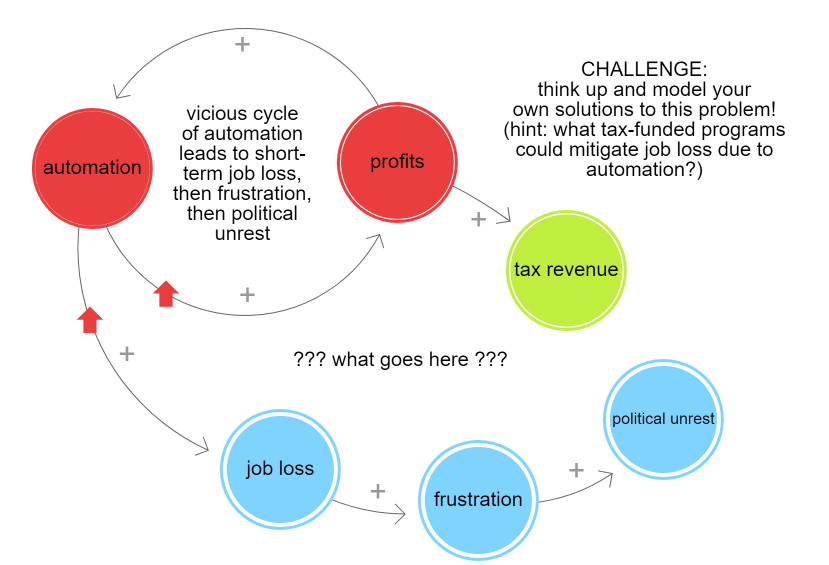 +
CHALLENGE:
think up and model your
own solutions to this problem!
(hint: what tax-funded programs
could mitigate job loss due to
automation?)
vicious cycle
of automation
leads to short-
term job loss,
then frustration,
then political
unrest
automation
profits
+
tax revenue
+
+
??? what goes here ???
political unrest
job loss
+
frustration
+